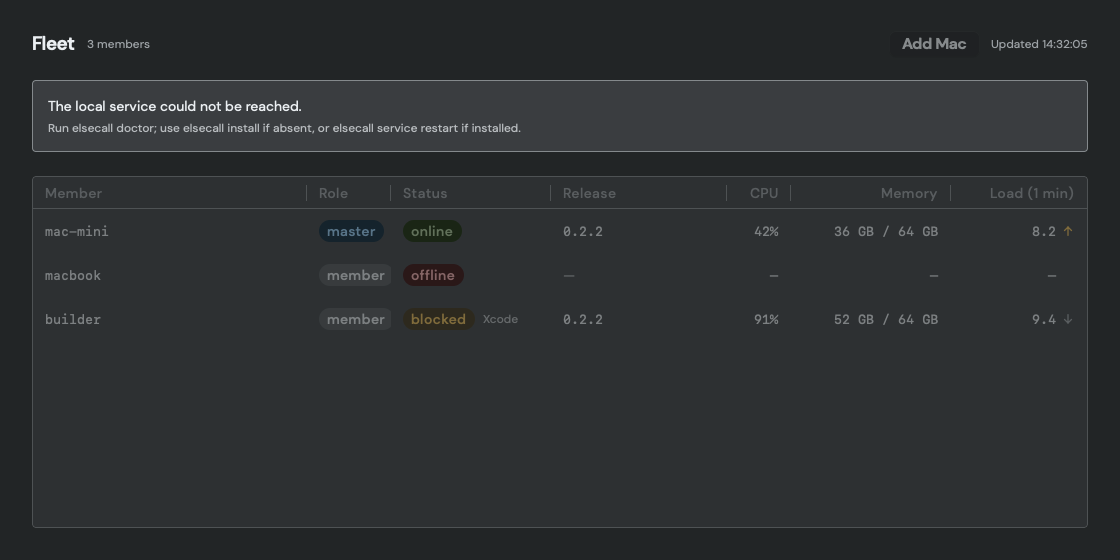 Fleet 3 members Add Mac Updated 14:32:05
The local service could not be reached.
Run elsecall doctor; use elsecall install if absent, or elsecall service restart if installed.
Member Role Status Release CPU Memory Load (1 min)
mac-mini master online 0.2.2 42% 36 GB / 64 GB 8.2 ↑
macbook member offline — — — —
builder member blocked Xcode 0.2.2 91% 52 GB / 64 GB 9.4 ↓